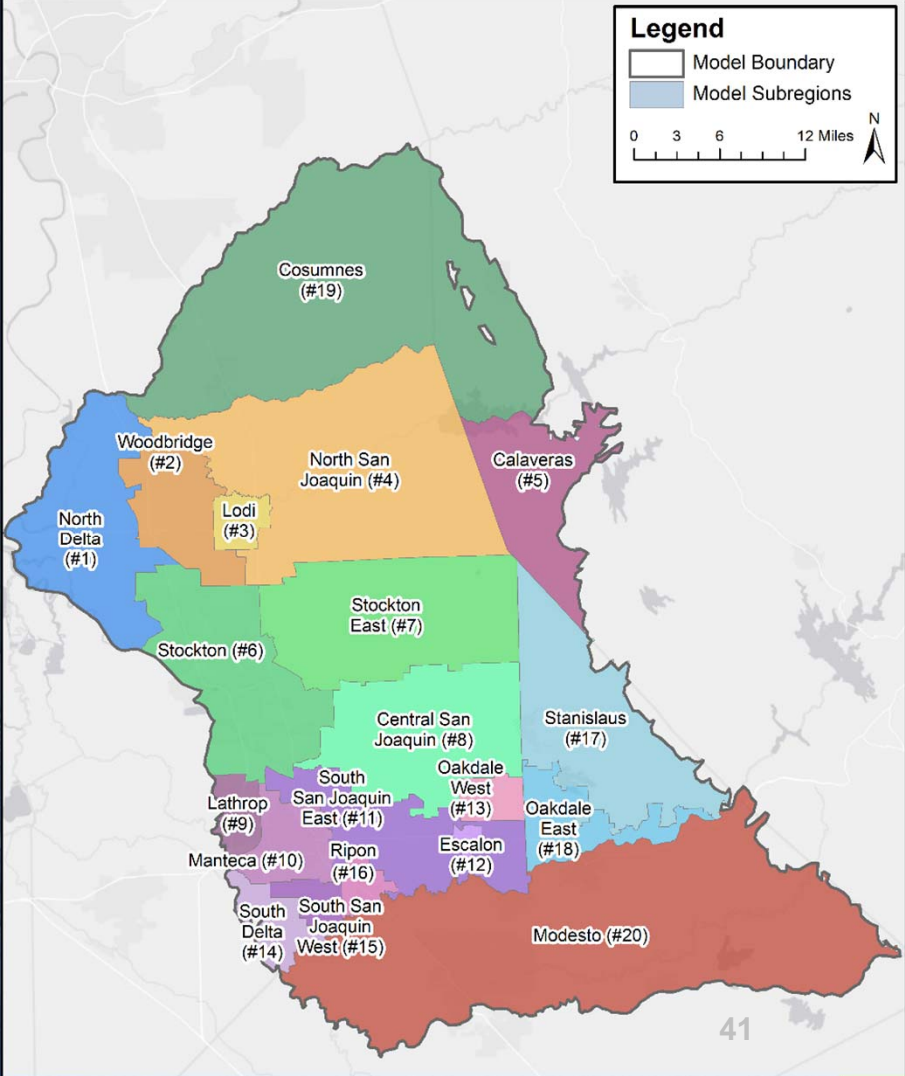 Legend
Model Boundary
Model Subregions
0 3 6 12 Miles
N
Cosumnes
(#19)
Woodbridge
(#2)
North San
Joaquin (#4)
Calaveras
(#5)
Lodi
(#3)
North
Delta
(#1)
Stockton
East (#7)
Stockton (#6)
Central San
Joaquin (#8)
Stanislaus
(#17)
South
San Joaquin
East (#11)
Oakdale
West
(#13)
Lathrop
(#9)
Oakdale
East
(#18)
Manteca (#10)
Ripon
(#16)
Escalon
(#12)
South
Delta
(#14)
South San
Joaquin
West (#15)
Modesto (#20)
41